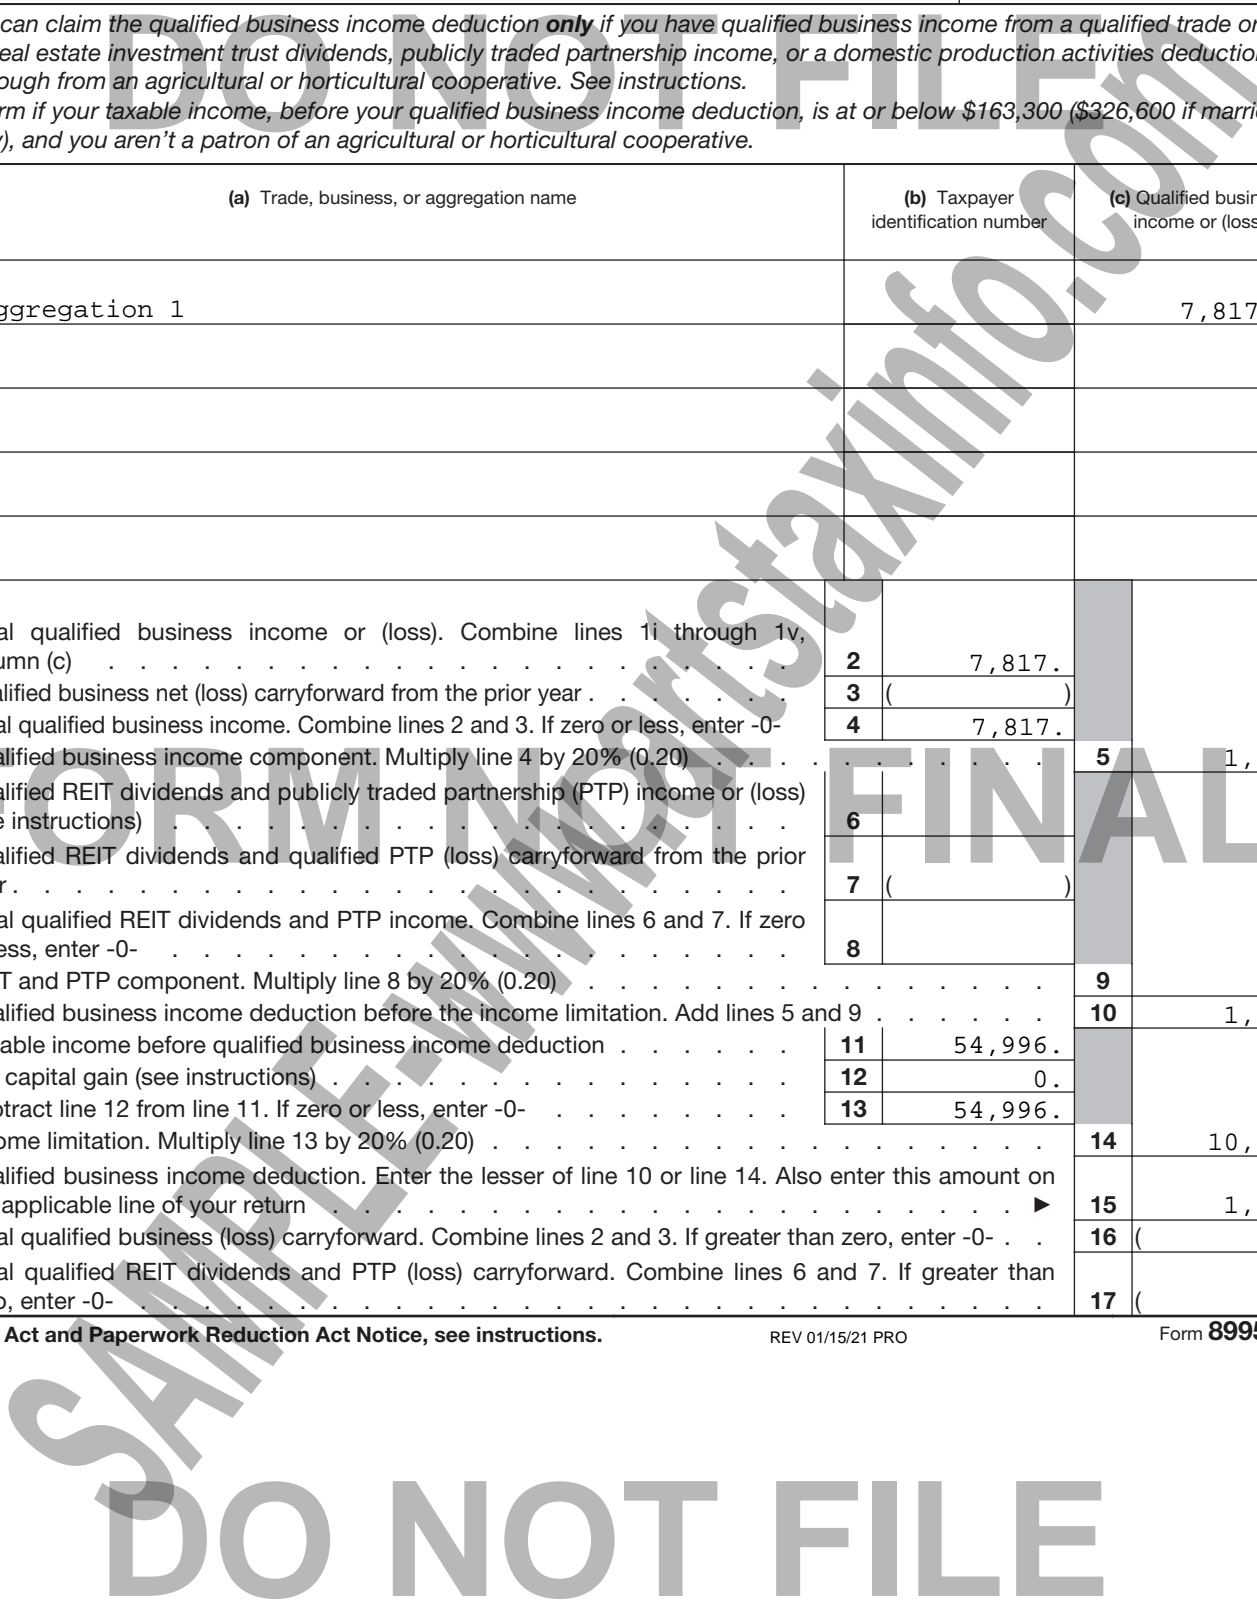 can claim the qualified business income deduction only if you have qualified business income from a qualified trade or
eal estate investment trust dividends, publicly traded partnership income, or a domestic production activities deduction
ough from an agricultural or horticultural cooperative. See instructions.
rm if your taxable income, before your qualified business income deduction, is at or below $163,300 ($326,600 if marri
), and you aren't a patron of an agricultural or horticultural cooperative.
(a) Trade, business, or aggregation name
(b) Taxpayer identification number
(c) Qualified busin
income or (loss
ggregation 1 7,817
al qualified business income or (loss). Combine lines 1i through 1v,
umn (c) . . . . . . . . . . . . . . . . . . . . . . 2 7,817.
alified business net (loss) carryforward from the prior year . . . . . . . 3 ( )
al qualified business income. Combine lines 2 and 3. If zero or less, enter -0- 4 7,817.
alified business income component. Multiply line 4 by 20% (0.20) . . . . . . . . . . . 5 1,
alified REIT dividends and publicly traded partnership (PTP) income or (loss)
e instructions) . . . . . . . . . . . . . . . . . . . . 6
alified REIT dividends and qualified PTP (loss) carryforward from the prior
r . . . . . . . . . . . . . . . . . . . . . . . . . 7 ( )
al qualified REIT dividends and PTP income. Combine lines 6 and 7. If zero
ess, enter -0- . . . . . . . . . . . . . . . . . . . . 8
T and PTP component. Multiply line 8 by 20% (0.20) . . . . . . . . . . . . . . . 9
alified business income deduction before the income limitation. Add lines 5 and 9 . . . . . . 10 1,
able income before qualified business income deduction . . . . . . 11 54,996.
capital gain (see instructions) . . . . . . . . . . . . . . . 12 0.
btract line 12 from line 11. If zero or less, enter -0- . . . . . . . . 13 54,996.
ome limitation. Multiply line 13 by 20% (0.20) . . . . . . . . . . . . . . . . . . 14 10,
alified business income deduction. Enter the lesser of line 10 or line 14. Also enter this amount on
applicable line of your return . . . . . . . . . . . . . . . . . . . . . . ► 15 1,
al qualified business (loss) carryforward. Combine lines 2 and 3. If greater than zero, enter -0- . . 16 (
al qualified REIT dividends and PTP (loss) carryforward. Combine lines 6 and 7. If greater than
o, enter -0- . . . . . . . . . . . . . . . . . . . . . . . . . . . . . 17 (
Act and Paperwork Reduction Act Notice, see instructions. REV 01/15/21 PRO Form 8995
DO NOT FILE
FORM NOT FINAL
SAMPLE-www.partstaxinfo.com
DO NOT FILE